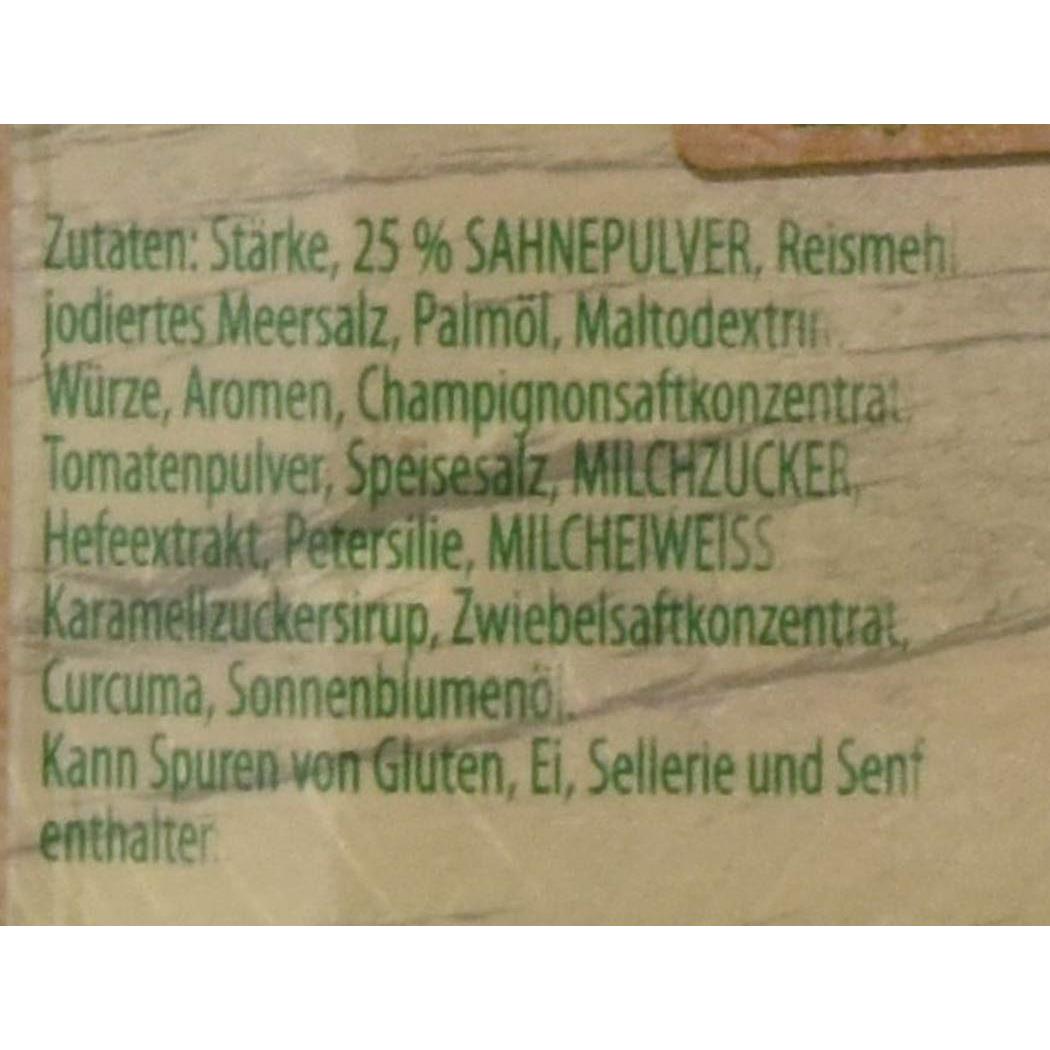 Zutaten: Stärke, 25 % SAHNEPULVER, Reismehl
jodiertes Meersalz, Palmöl, Maltodextrin,
Würze, Aromen, Champignonsaftkonzentrat,
Tomatenpulver, Speisesalz, MILCHZUCKER,
Hefeextrakt, Petersilie, MILCHEIWEISS
Karamellzuckersirup, Zwiebelsaftkonzentrat,
Curcuma, Sonnenblumenöl.
Kann Spuren von Gluten, Ei, Sellerie und Senf
enthalten